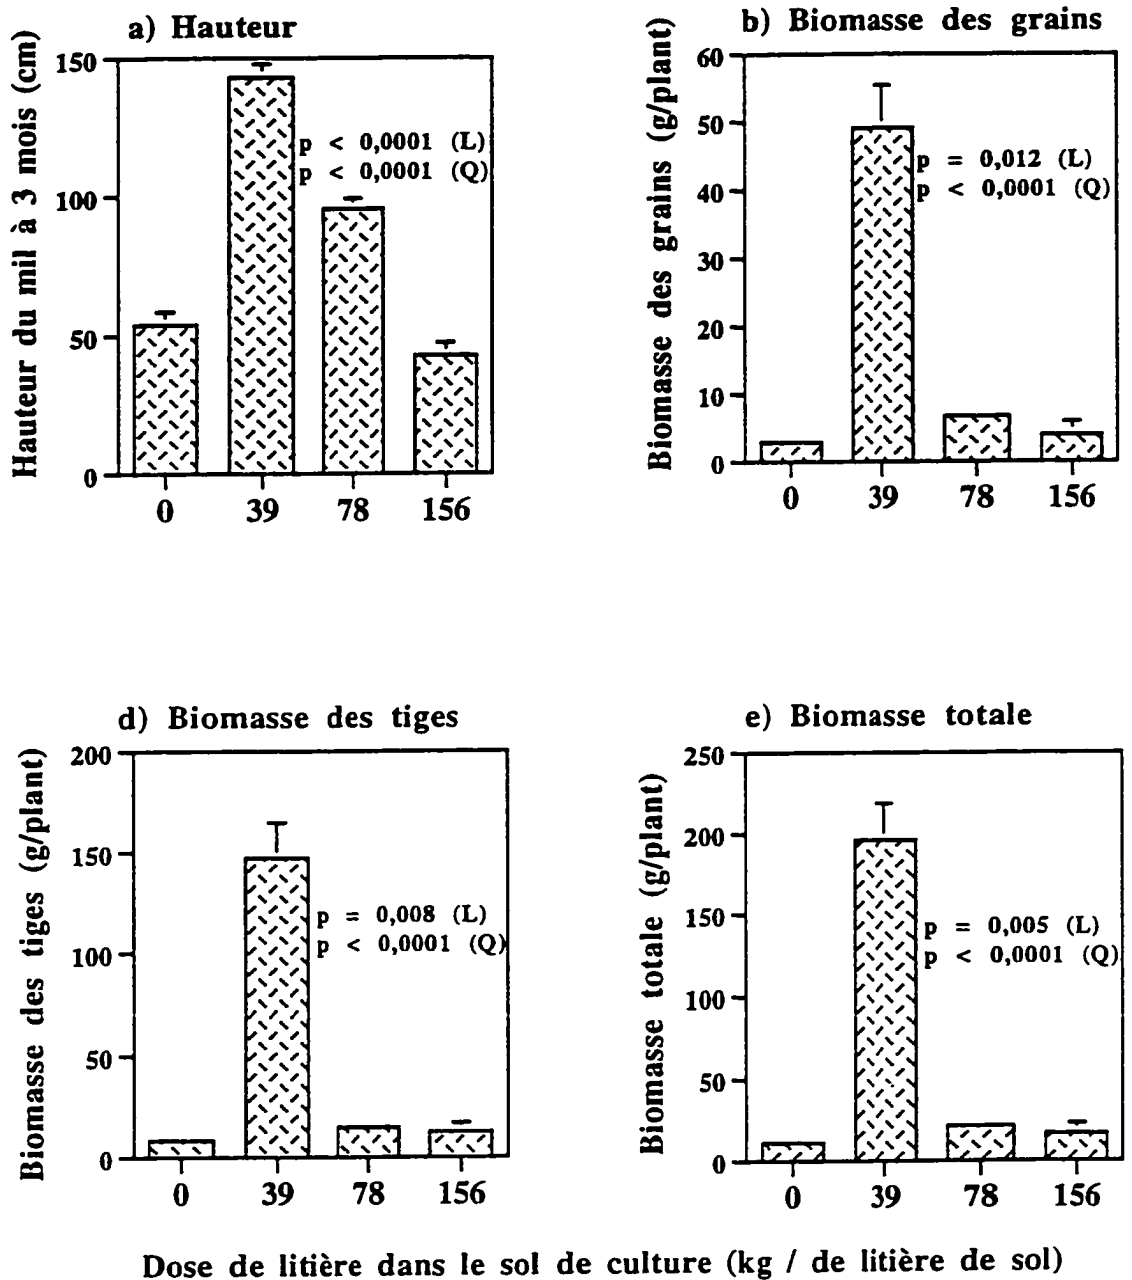 a) Hauteur
Hauteur du mil à 3 mois (cm)
150
100
50
0
p < 0,0001 (L)
p < 0,0001 (Q)
0 39 78 156
b) Biomasse des grains
Biomasse des grains (g/plant)
60
50
40
30
20
10
0
p = 0,012 (L)
p < 0,0001 (Q)
0 39 78 156
d) Biomasse des tiges
Biomasse des tiges (g/plant)
200
150
100
50
0
p = 0,008 (L)
p < 0,0001 (Q)
0 39 78 156
e) Biomasse totale
Biomasse totale (g/plant)
250
200
150
100
50
0
p = 0,005 (L)
p < 0,0001 (Q)
0 39 78 156
Dose de litière dans le sol de culture (kg / de litière de sol)